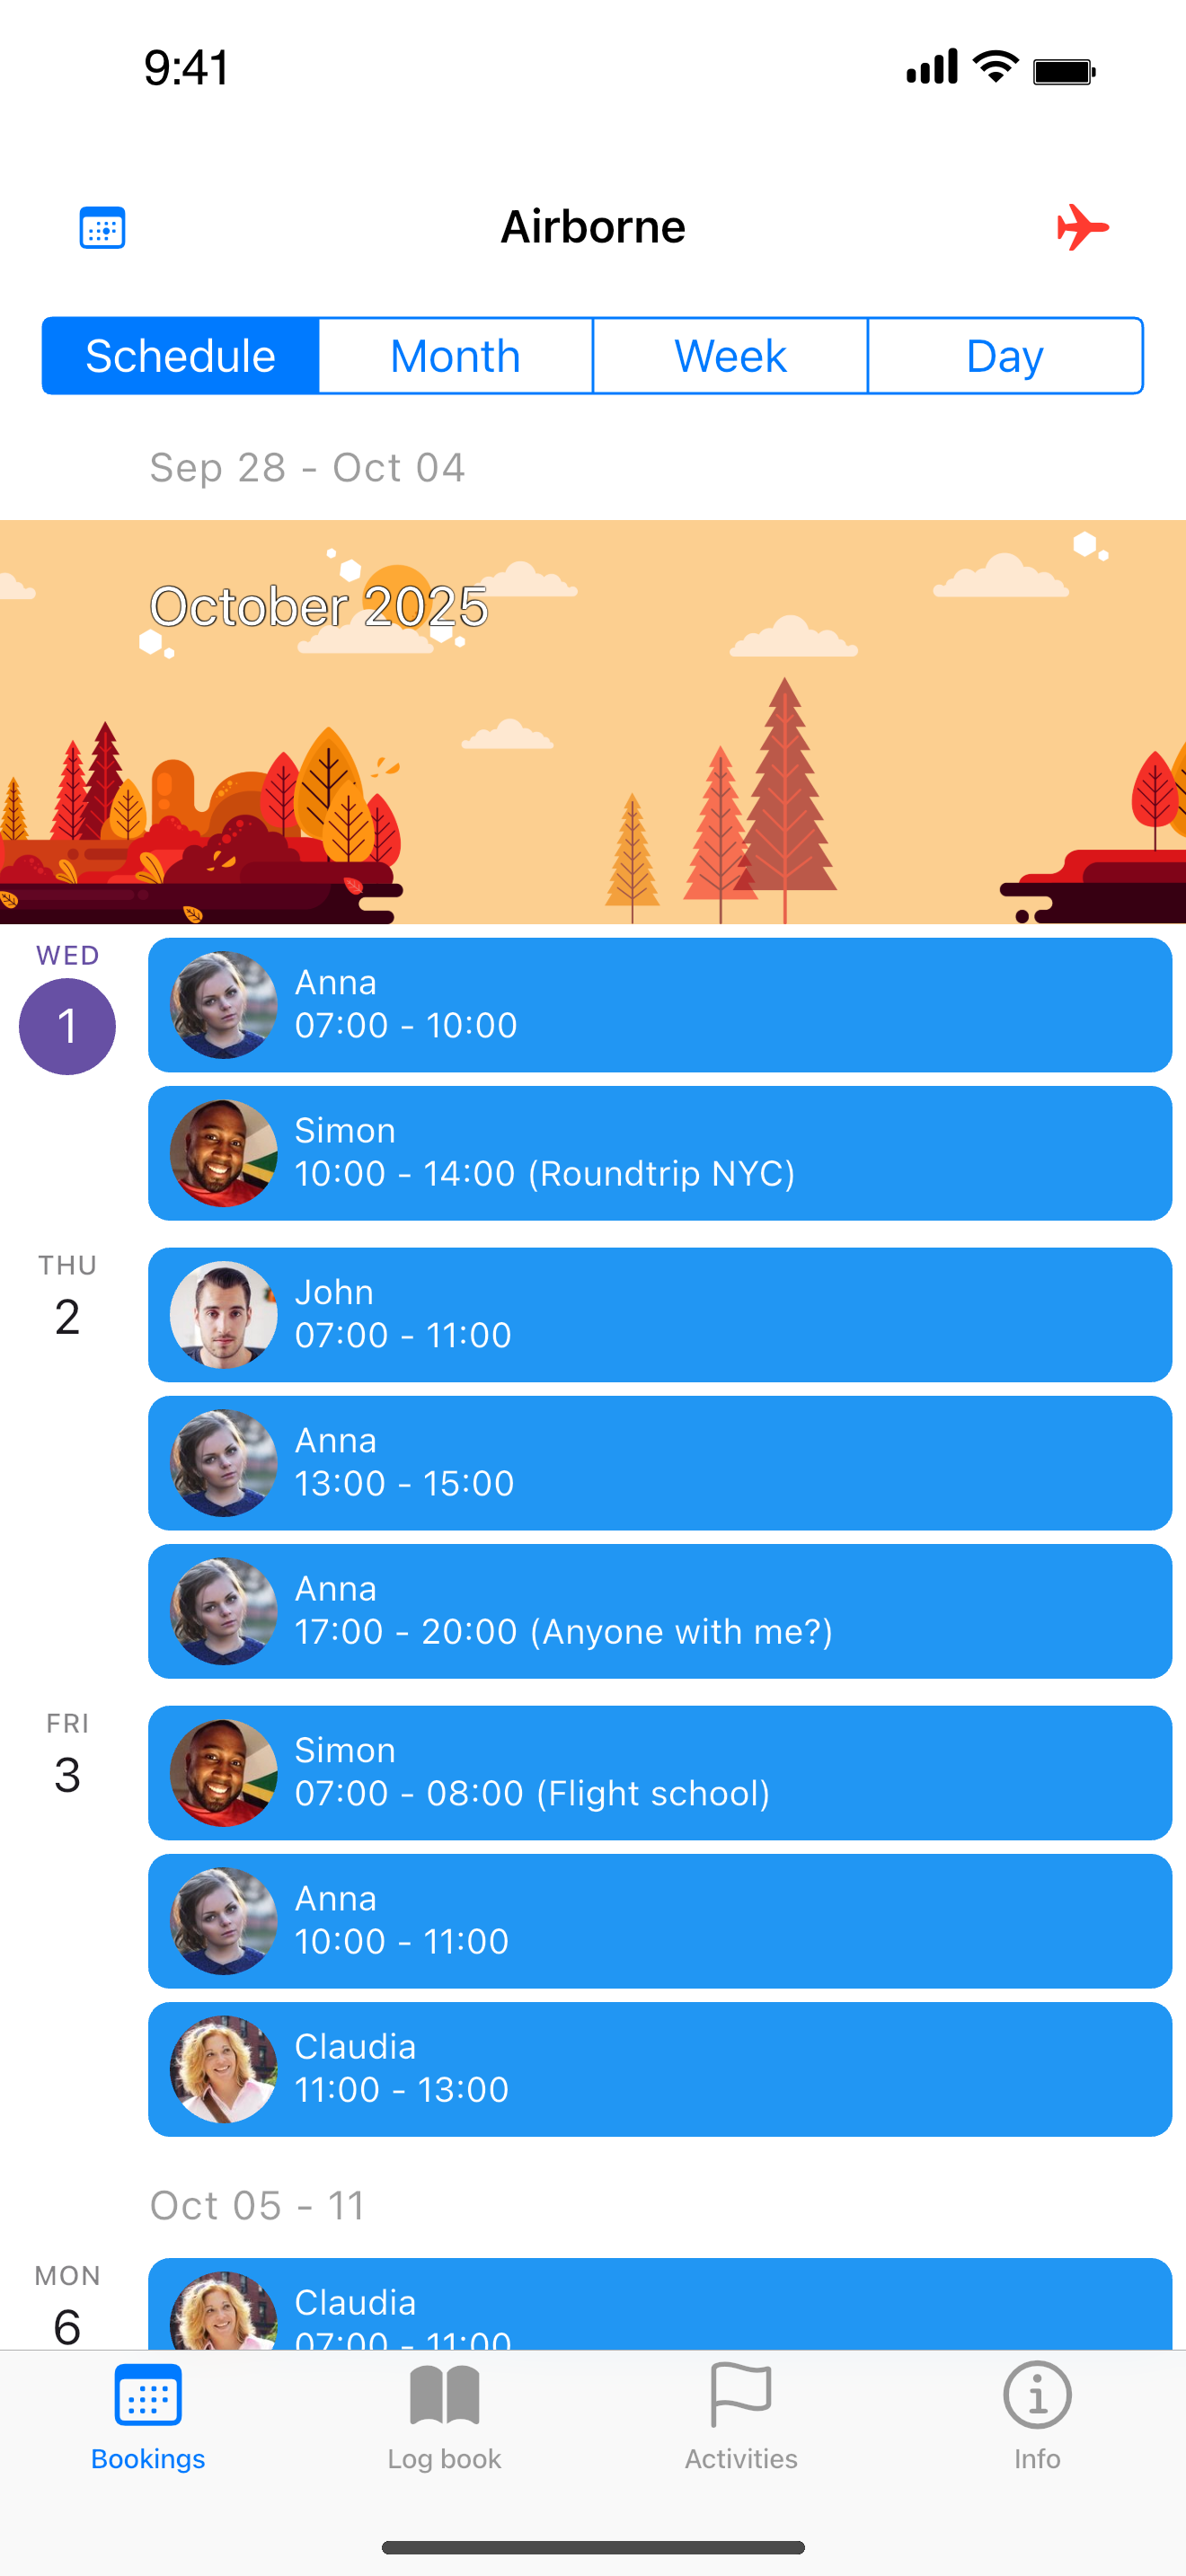 9:41
Airborne
Schedule Month Week Day
Sep 28 - Oct 04
October 2025
WED
1
Anna
07:00 - 10:00
Simon
10:00 - 14:00 (Roundtrip NYC)
THU
2
John
07:00 - 11:00
Anna
13:00 - 15:00
Anna
17:00 - 20:00 (Anyone with me?)
FRI
3
Simon
07:00 - 08:00 (Flight school)
Anna
10:00 - 11:00
Claudia
11:00 - 13:00
Oct 05 - 11
MON
6
Claudia
07:00 - 11:00
Bookings Log book Activities Info